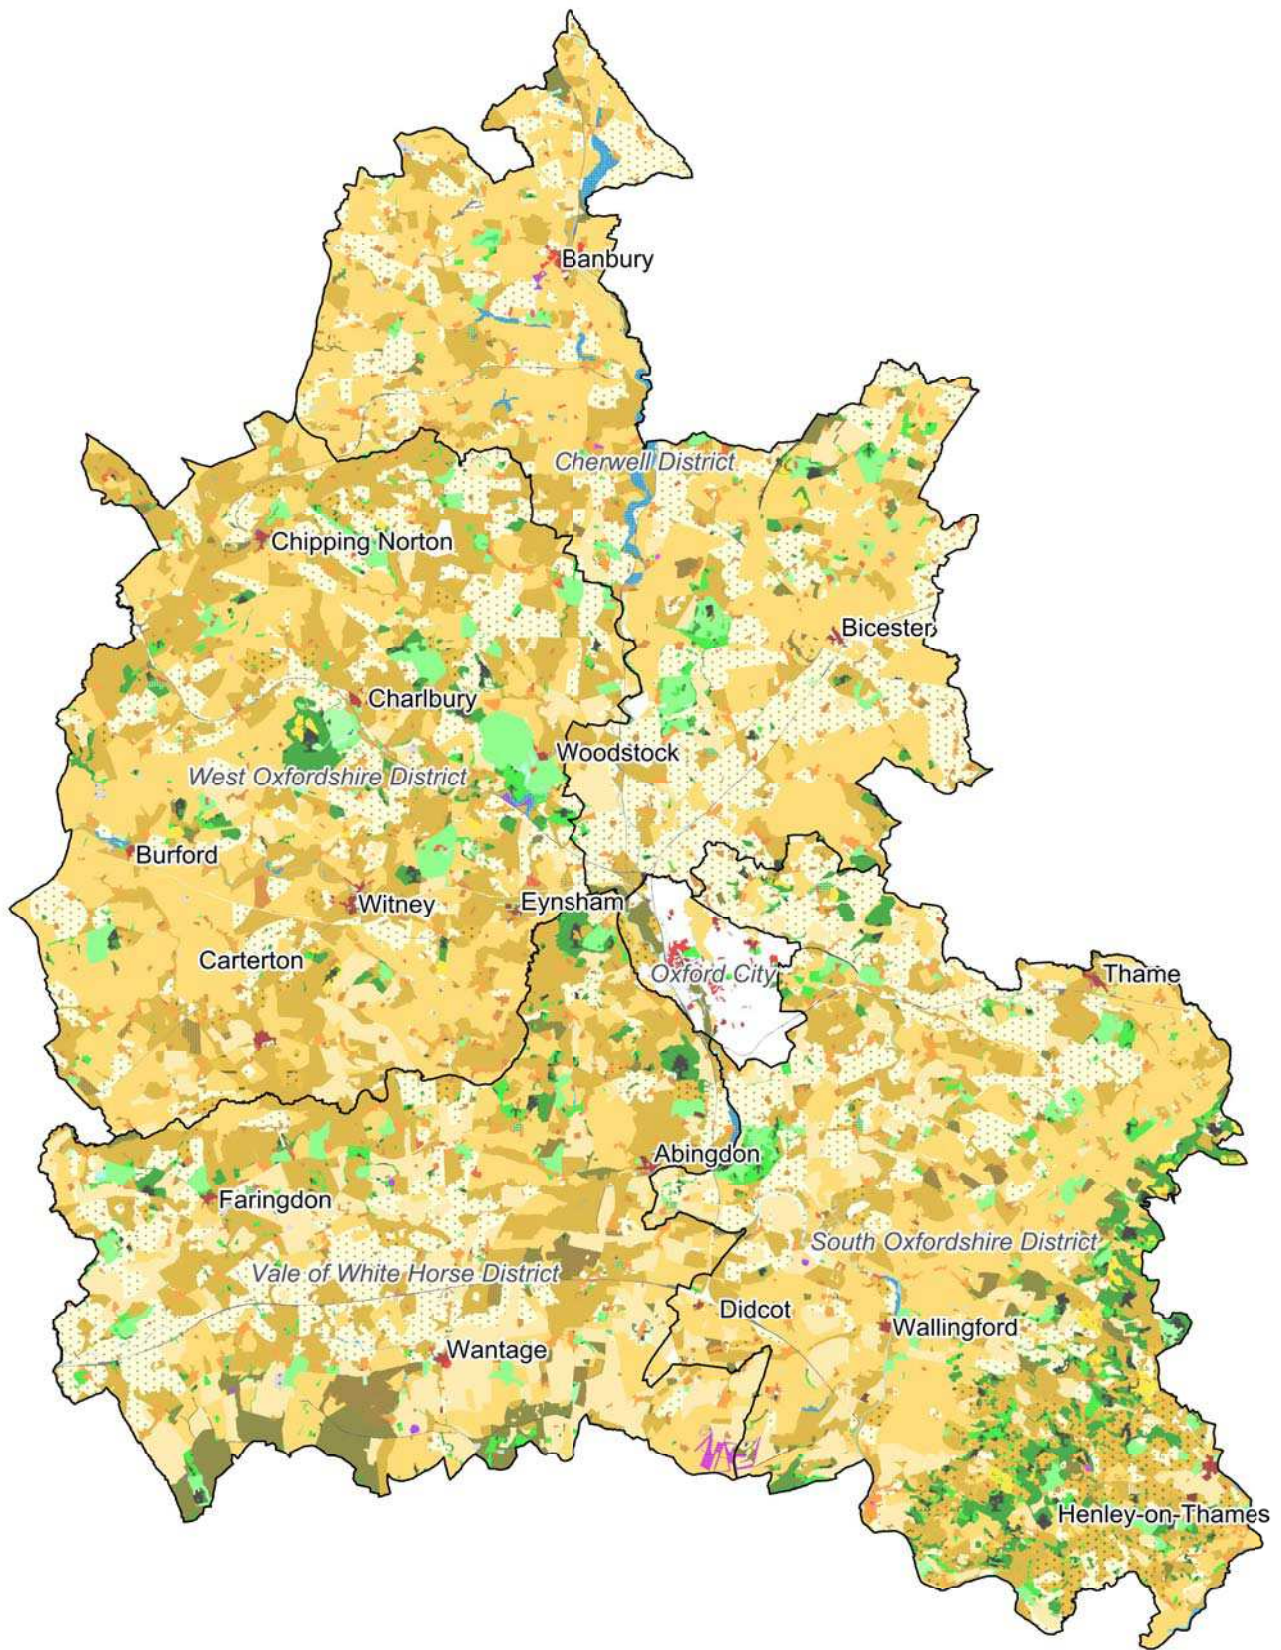 Banbury
Cherwell District
Chipping Norton
Bicester
Charlbury
Woodstock
West Oxfordshire District
Burford
Witney
Eynsham
Carterton
Oxford City
Thame
Abingdon
Faringdon
South Oxfordshire District
Vale of White Horse District
Didcot
Wallingford
Wantage
Henley-on-Thames